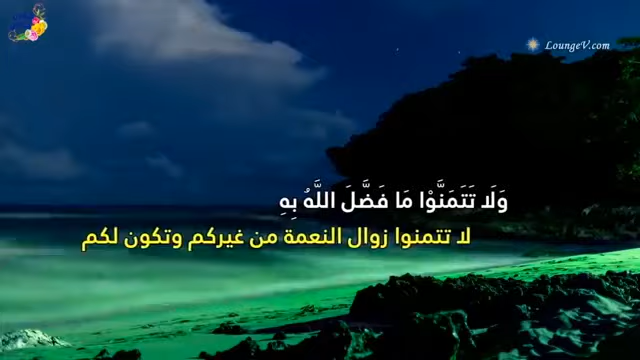 LoungeV.com
وَلَا تَتَمَنَّوْا مَا فَضَّلَ اللَّهُ بِهِ
لا تتمنوا زوال النعمة من غيركم وتكون لكم